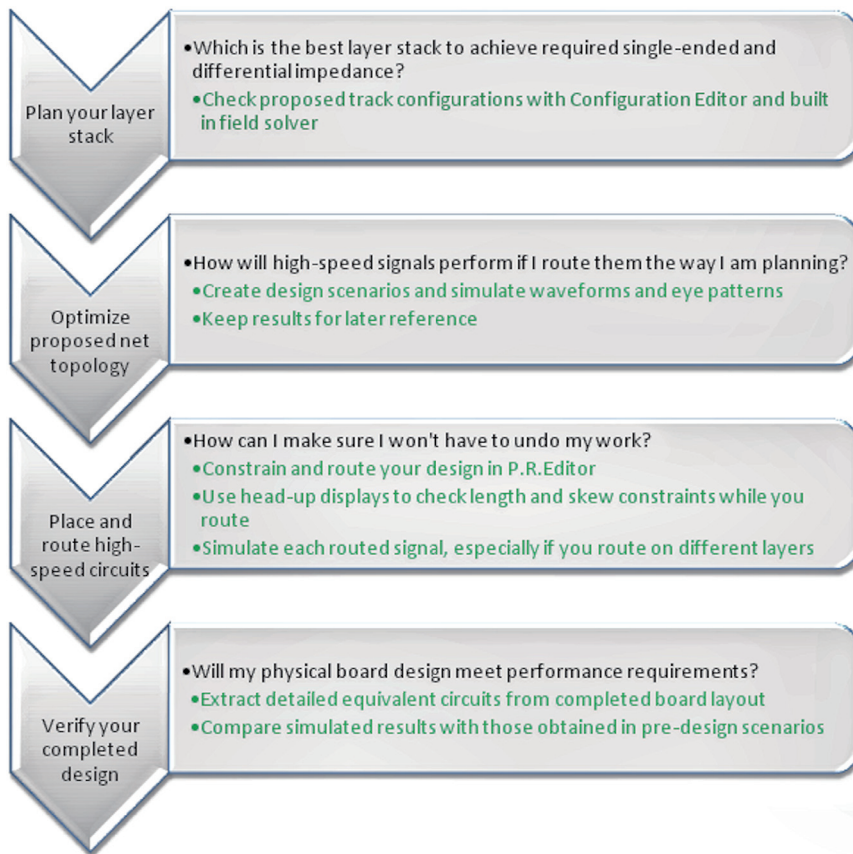 Plan your layer
stack
•Which is the best layer stack to achieve required single-ended and
differential impedance?
•Check proposed track configurations with Configuration Editor and built
in field solver
Optimize
proposed net
topology
•How will high-speed signals perform if I route them the way I am planning?
•Create design scenarios and simulate waveforms and eye patterns
•Keep results for later reference
Place and
route high-
speed circuits
•How can I make sure I won't have to undo my work?
•Constrain and route your design in P.R.Editor
•Use head-up displays to check length and skew constraints while you
route
•Simulate each routed signal, especially if you route on different layers
Verify your
completed
design
•Will my physical board design meet performance requirements?
•Extract detailed equivalent circuits from completed board layout
•Compare simulated results with those obtained in pre-design scenarios